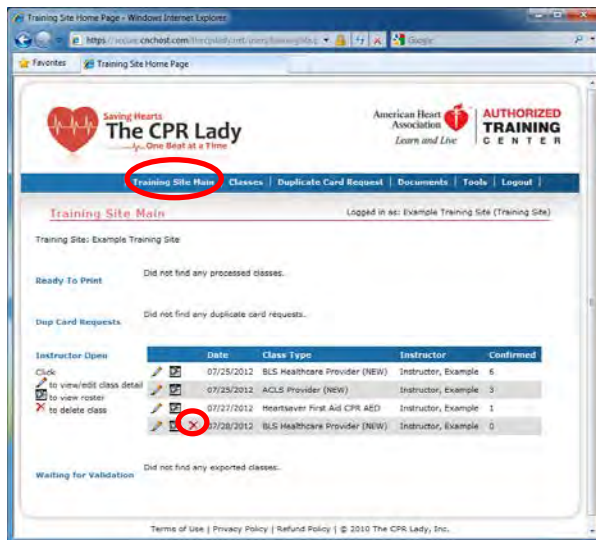 Training Site Home Page - Windows Internet Explorer
Favorites Training Site Home Page
Saving Hearts
The CPR Lady
One Beat at a Time
American Heart Association
Learn and Live
AUTHORIZED
TRAINING
CENTER
Training Site Main | Classes | Duplicate Card Request | Documents | Tools | Logout |
Training Site Main
Logged in as: Example Training Site (Training Site)
Training Site: Example Training Site
Ready To Print
Did not find any processed classes.
Dup Card Requests
Did not find any duplicate card requests.
Instructor Open
Click
to view/edit class detail
to view roster
to delete class
Date Class Type Instructor Confirmed
07/25/2012 BLS Healthcare Provider (NEW) Instructor, Example 6
07/25/2012 ACLS Provider (NEW) Instructor, Example 3
07/27/2012 Heartsaver First Aid CPR AED Instructor, Example 1
07/28/2012 BLS Healthcare Provider (NEW) Instructor, Example 0
Waiting for Validation
Did not find any exported classes.
Terms of Use | Privacy Policy | Refund Policy | © 2010 The CPR Lady, Inc.